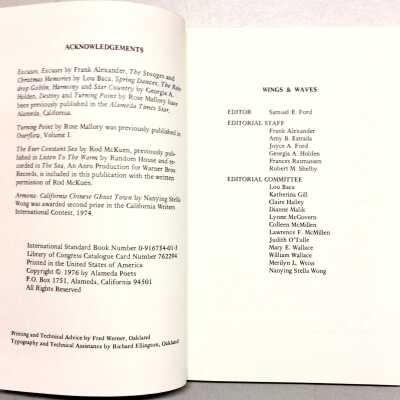 ACKNOWLEDGEMENTS
Excuses, Excuses by Frank Alexander, The Stooges and
Christmas Memories by Lou Baca, Spring Dances, The Rain-
drop Goblin, Harmony and Star Country by Georgia A.
Holden, Destiny and Turning Point by Rose Mallory have
been previously published in the Alameda Times Star,
Alameda, California.
Turning Point by Rose Mallory was previously published in
Overflow, Volume I.
The Ever Constant Sea by Rod McKuen, previously pub-
lished in Listen To The Warm by Random House and re-
corded in The Sea, An Anro Production for Warner Bros.
Records, is included in this publication with the written
permission of Rod McKuen.
Armona: California Chinese Ghost Town by Nanying Stella
Wong was awarded second prize in the California Writers
International Contest, 1974.
International Standard Book Number 0-916734-01-1
Library of Congress Catalogue Card Number 762204
Printed in the United States of America
Copyright © 1976 by Alameda Poets
P.O. Box 1751, Alameda, California 94501
All Rights Reserved
Printing and Technical Advice by Fred Werner, Oakland
Typography and Technical Assistance by Richard Ellington, Oakland
WINGS & WAVES
EDITOR Samuel E. Ford
EDITORIAL STAFF
Frank Alexander
Amy B. Estrada
Joyce A. Ford
Georgia A. Holden
Frances Rasmussen
Robert M. Shelby
EDITORIAL COMMITTEE
Lou Baca
Katherina Gill
Claire Hailey
Dianne Malik
Lynne McGovern
Colleen McMillen
Lawrence F. McMillen
Judith O'Tulle
Mary E. Wallace
William Wallace
Merilyn L. Weiss
Nanying Stella Wong